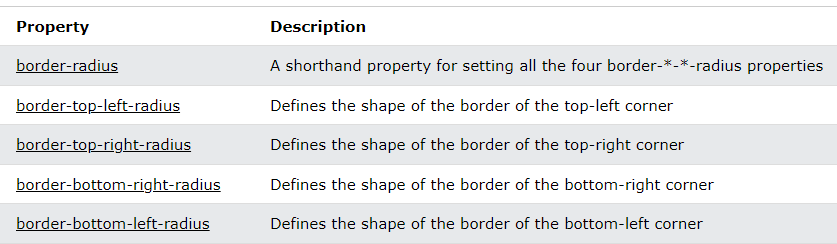 Property Description
border-radius A shorthand property for setting all the four border-*-*-radius properties
border-top-left-radius Defines the shape of the border of the top-left corner
border-top-right-radius Defines the shape of the border of the top-right corner
border-bottom-right-radius Defines the shape of the border of the bottom-right corner
border-bottom-left-radius Defines the shape of the border of the bottom-left corner